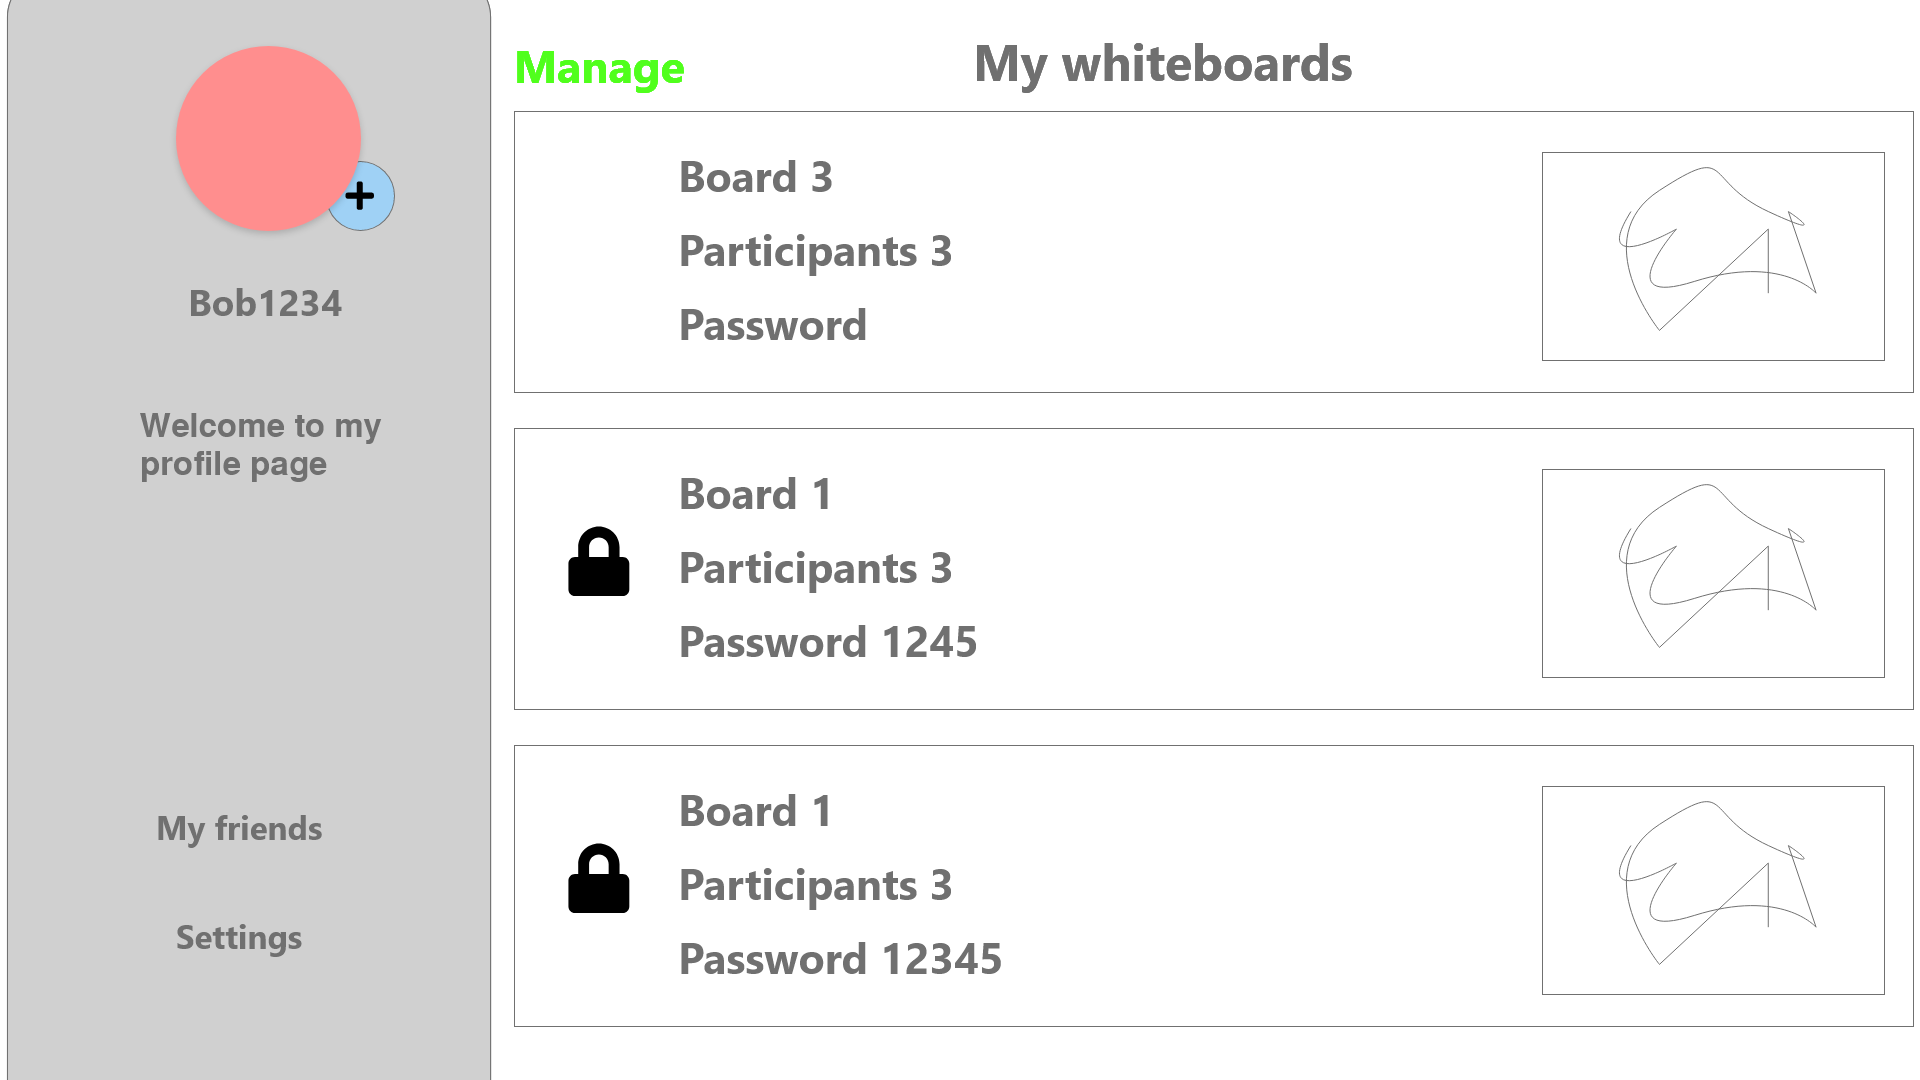 Bob1234
Welcome to my
profile page
My friends
Settings
Manage
My whiteboards
Board 3
Participants 3
Password
Board 1
Participants 3
Password 1245
Board 1
Participants 3
Password 12345